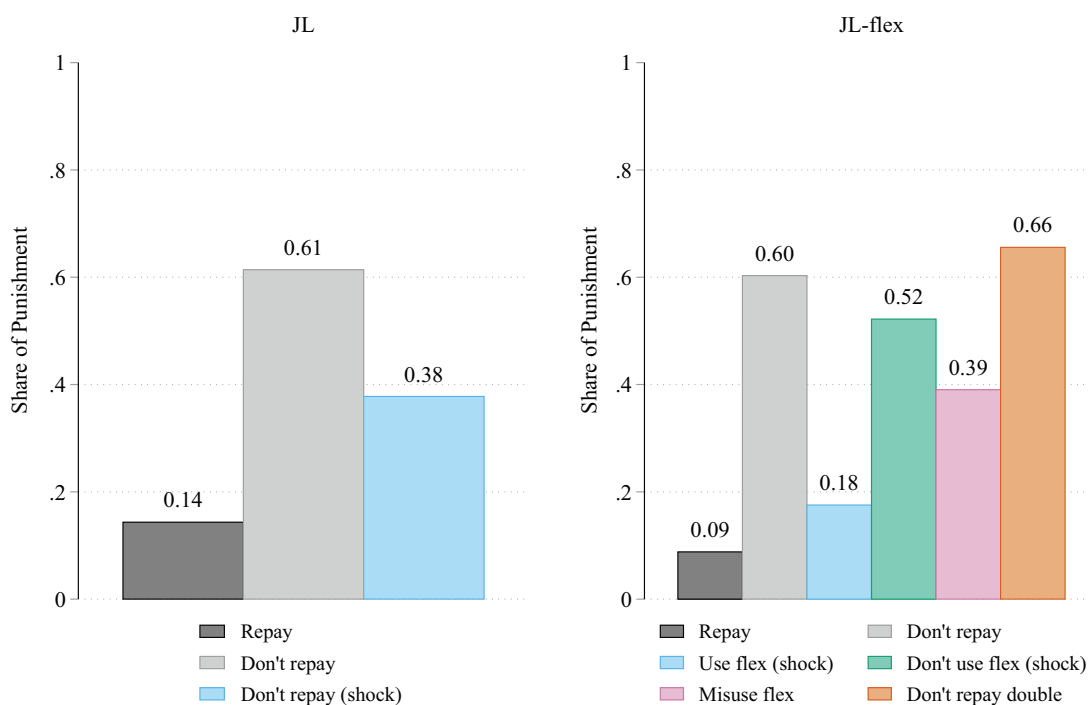 JL
Share of Punishment
1
.8
.6
.4
.2
0
0.14
0.61
0.38
Repay
Don't repay
Don't repay (shock)
JL-flex
Share of Punishment
1
.8
.6
.4
.2
0
0.09
0.60
0.18
0.52
0.39
0.66
Repay
Don't repay
Use flex (shock)
Don't use flex (shock)
Misuse flex
Don't repay double